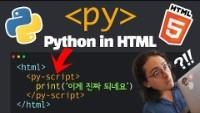 <py>
HTML
5
Python in HTML
?!!
<html>
<py-script>
print('이게 진짜 되네요')
</py-script>
</html>